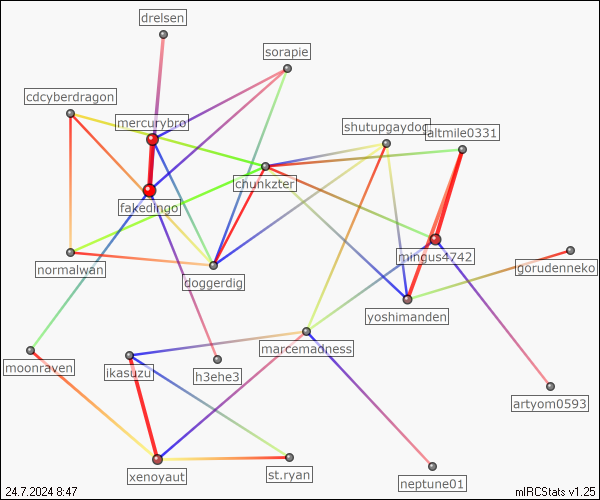 drelsen
sorapie
cdcyberdragon
mercurybro
shutupgaydog
altmile0331
chunkzter
fakedingo
mingus4742
normalwan
doggerdig
gorudenneko
yoshimanden
marcemadness
moonraven
ikasuzu
h3ehe3
artyom0593
xenoyaut
st.ryan
neptune01
24.7.2024 8:47
mIRCStats v1.25